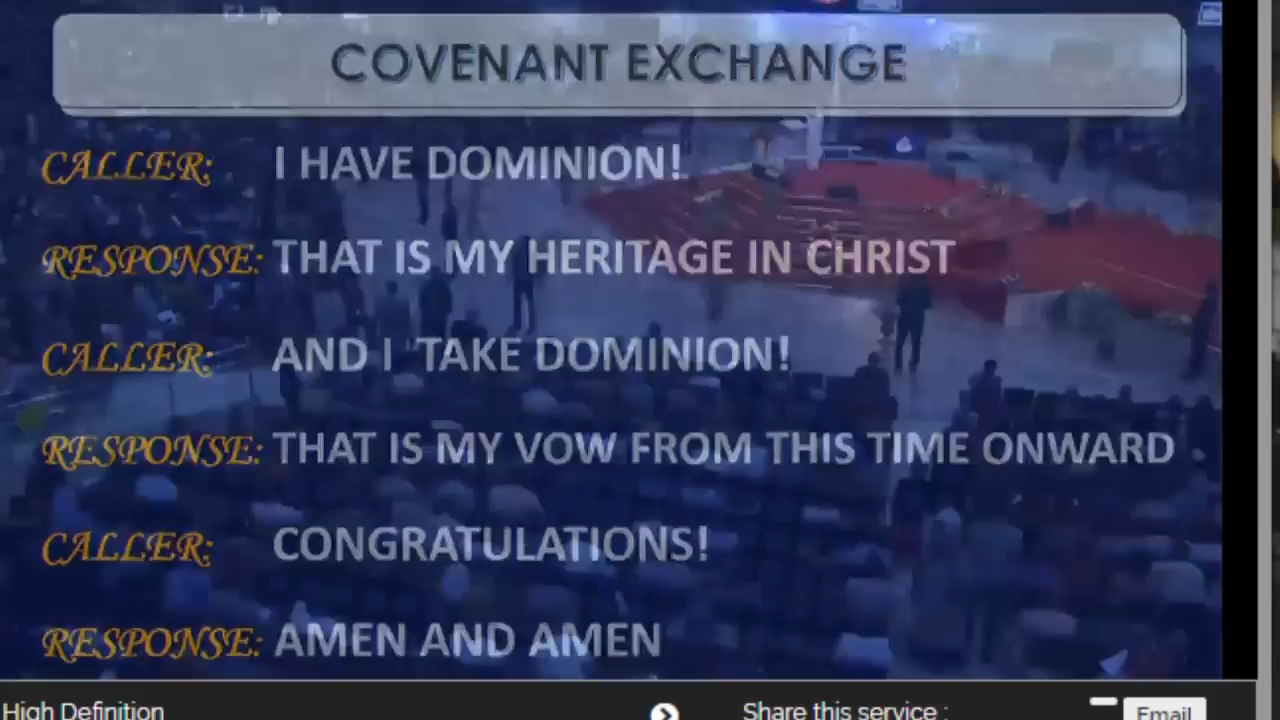 COVENANT EXCHANGE
CALLER: I HAVE DOMINION!
RESPONSE: THAT IS MY HERITAGE IN CHRIST
CALLER: AND I TAKE DOMINION!
RESPONSE: THAT IS MY VOW FROM THIS TIME ONWARD
CALLER: CONGRATULATIONS!
RESPONSE: AMEN AND AMEN
High Definition Share this service : Email